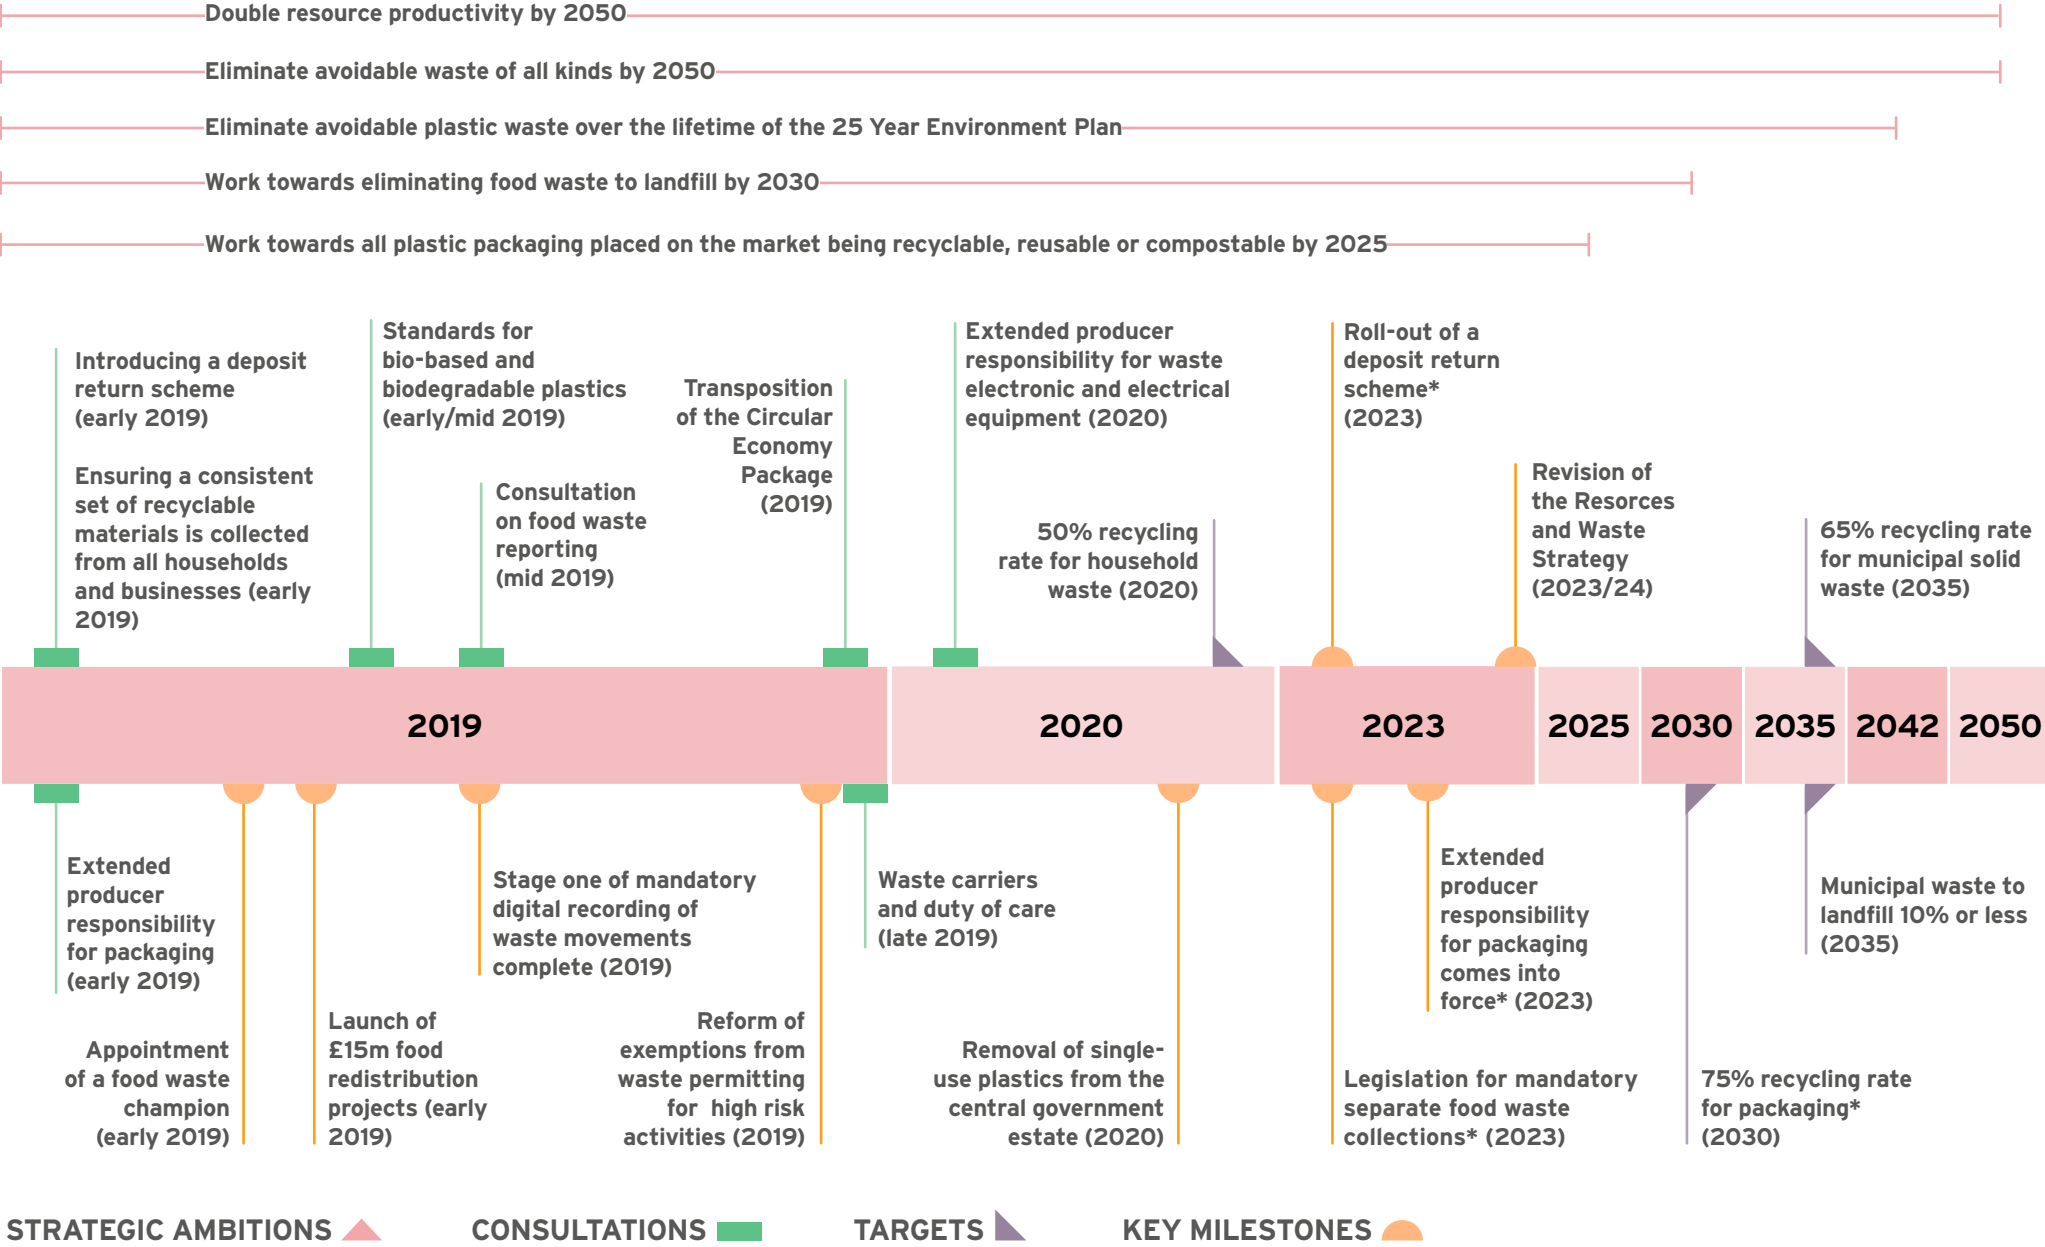 Double resource productivity by 2050
Eliminate avoidable waste of all kinds by 2050
Eliminate avoidable plastic waste over the lifetime of the 25 Year Environment Plan
Work towards eliminating food waste to landfill by 2030
Work towards all plastic packaging placed on the market being recyclable, reusable or compostable by 2025
Introducing a deposit
return scheme
(early 2019)
Ensuring a consistent
set of recyclable
materials is collected
from all households
and businesses (early
2019)
Standards for
bio-based and
biodegradable plastics
(early/mid 2019)
Consultation
on food waste
reporting
(mid 2019)
Transposition
of the Circular
Economy
Package
(2019)
Extended producer
responsibility for waste
electronic and electrical
equipment (2020)
50% recycling
rate for household
waste (2020)
Roll-out of a
deposit return
scheme*
(2023)
Revision of
the Resorces
and Waste
Strategy
(2023/24)
65% recycling rate
for municipal solid
waste (2035)
2019
2020
2023
2025
2030
2035
2042
2050
Extended
producer
responsibility
for packaging
(early 2019)
Appointment
of a food waste
champion
(early 2019)
Launch of
£15m food
redistribution
projects (early
2019)
Stage one of mandatory
digital recording of
waste movements
complete (2019)
Reform of
exemptions from
waste permitting
for high risk
activities (2019)
Waste carriers
and duty of care
(late 2019)
Removal of single-
use plastics from the
central government
estate (2020)
Legislation for mandatory
separate food waste
collections* (2023)
Extended
producer
responsibility
for packaging
comes into
force* (2023)
75% recycling rate
for packaging*
(2030)
Municipal waste to
landfill 10% or less
(2035)
STRATEGIC AMBITIONS
CONSULTATIONS
TARGETS
KEY MILESTONES